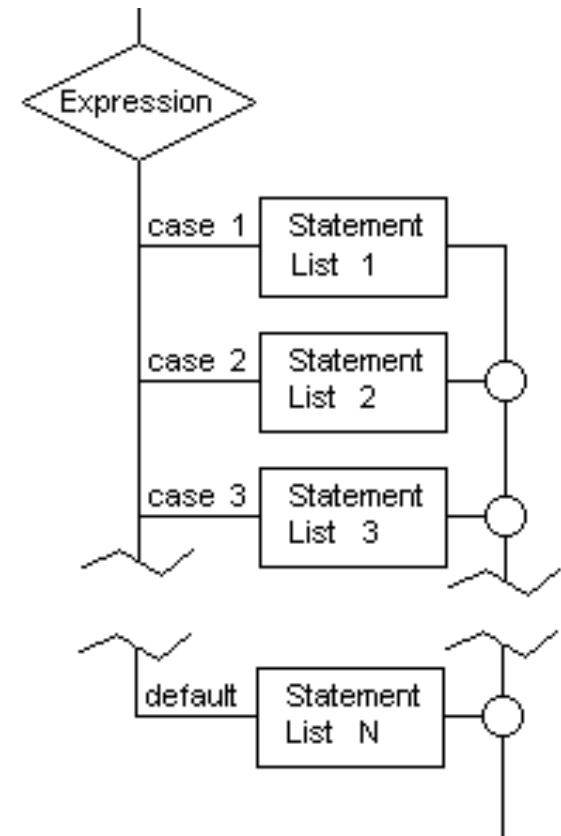 Expression
case 1
Statement
List 1
case 2
Statement
List 2
case 3
Statement
List 3
default
Statement
List N